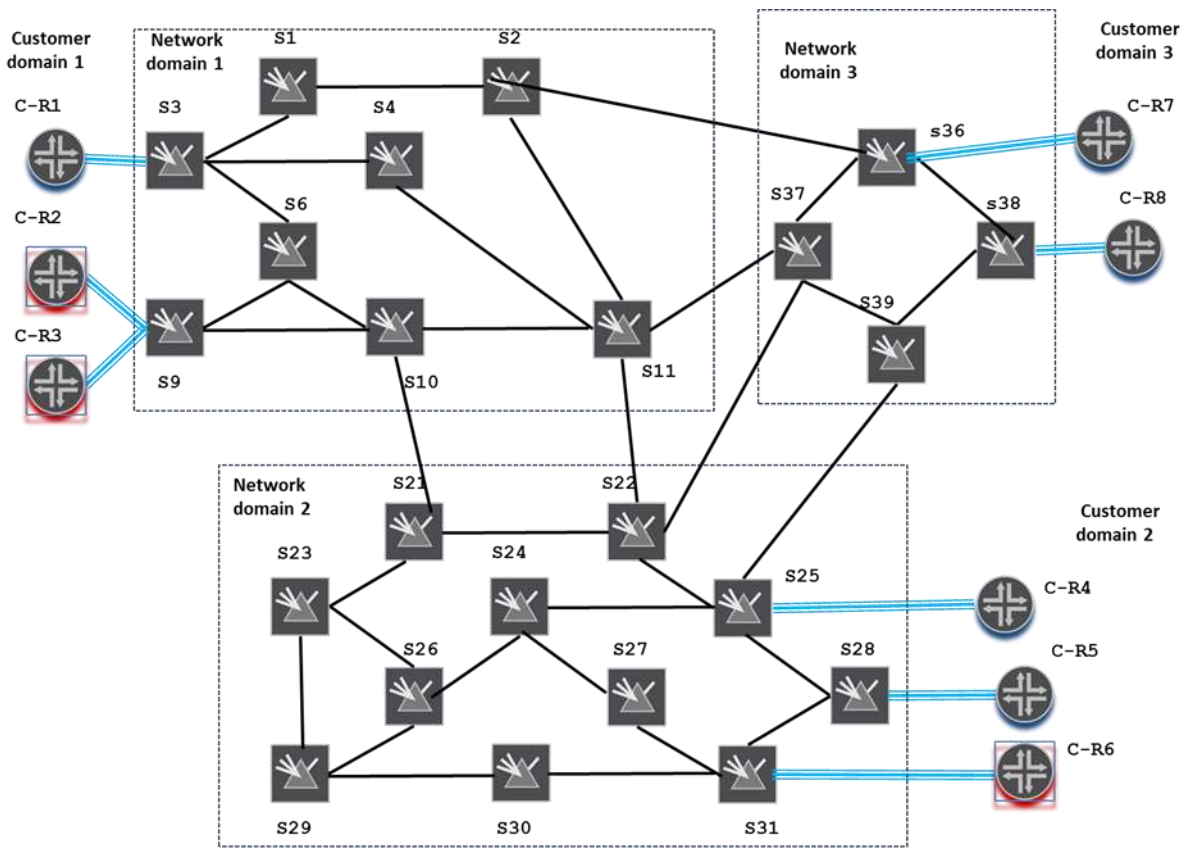 Customer
domain 1
Network
domain 1
S1
S2
Network
domain 3
Customer
domain 3
C-R1
S3
S4
s36
C-R7
C-R2
S6
S37
s38
C-R8
S39
C-R3
S9
S10
S11
Network
domain 2
S21
S22
Customer
domain 2
S23
S24
S25
C-R4
S26
S27
S28
C-R5
C-R6
S29
S30
S31